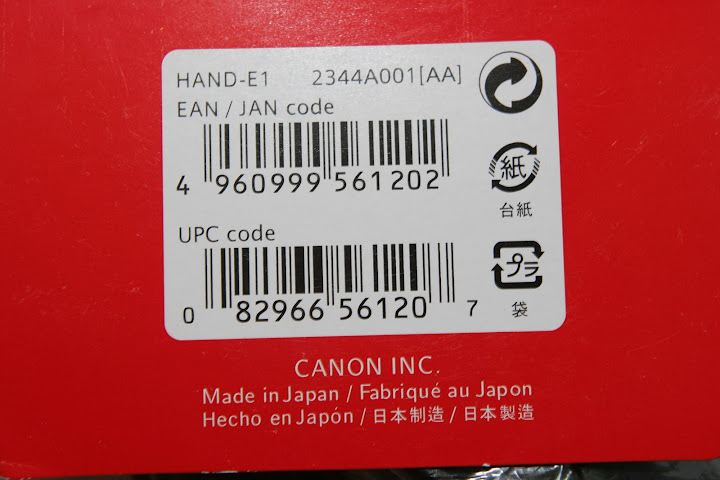 HAND-E1 2344A001[AA]
EAN / JAN code
4 960999 561202
UPC code
0 82966 56120 7
紙
台紙
プラ
袋
CANON INC.
Made in Japan / Fabriqué au Japon
Hecho en Japón / 日本制造 / 日本製造